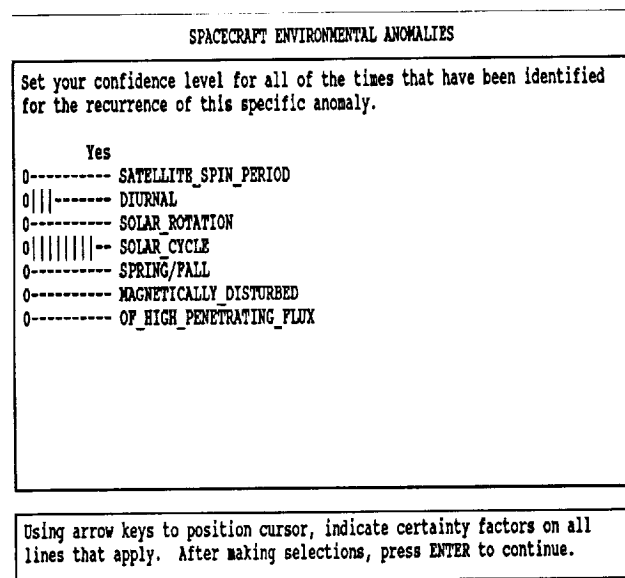 SPACECRAFT ENVIRONMENTAL ANOMALIES
Set your confidence level for all of the times that have been identified
for the recurrence of this specific anomaly.
Yes
0---------- SATELLITE_SPIN_PERIOD
0|||------- DIURNAL
0---------- SOLAR_ROTATION
0||||||||-- SOLAR_CYCLE
0---------- SPRING/FALL
0---------- MAGNETICALLY_DISTURBED
0---------- OF_HIGH_PENETRATING_FLUX
Using arrow keys to position cursor, indicate certainty factors on all
lines that apply. After making selections, press ENTER to continue.